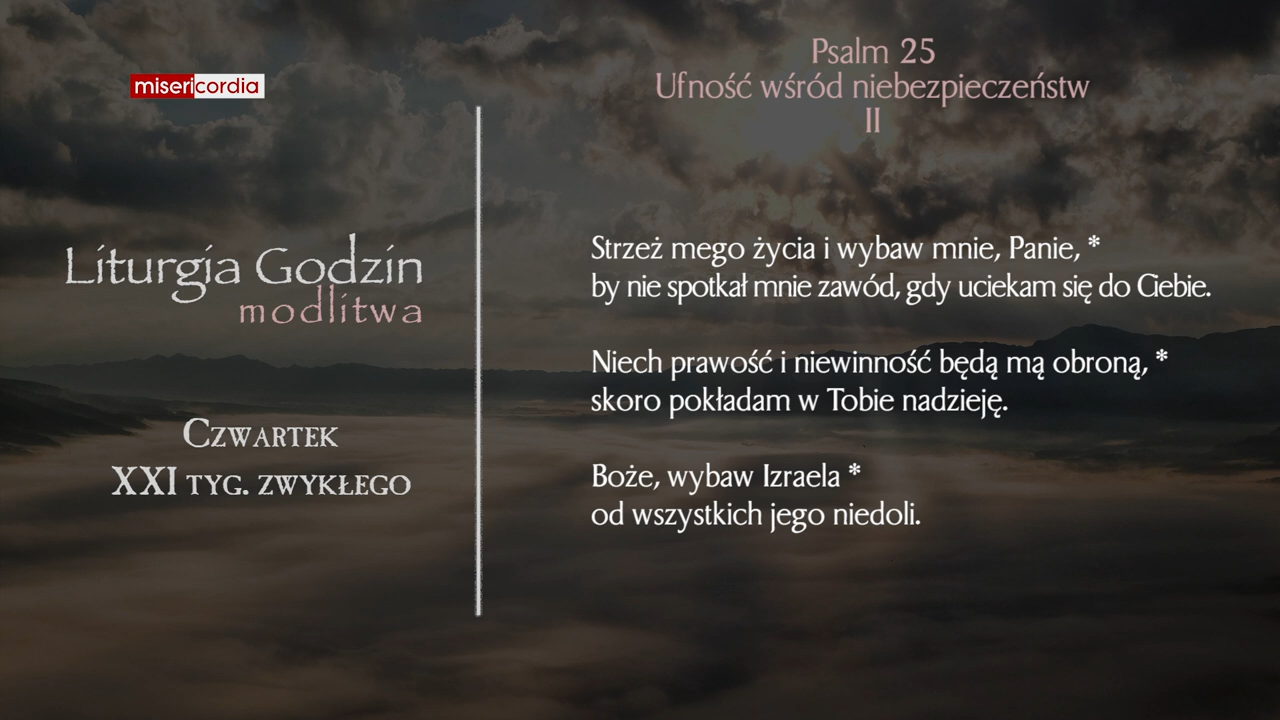 misericordia
Liturgia Godzin
modlitwa
Czwartek
XXI tyg. zwykłego
Psalm 25
Ufność wśród niebezpieczeństw
II
Strzeż mego życia i wybaw mnie, Panie, *
by nie spotkał mnie zawód, gdy uciekam się do Ciebie.
Niech prawość i niewinność będą mą obroną, *
skoro pokładam w Tobie nadzieję.
Boże, wybaw Izraela *
od wszystkich jego niedoli.